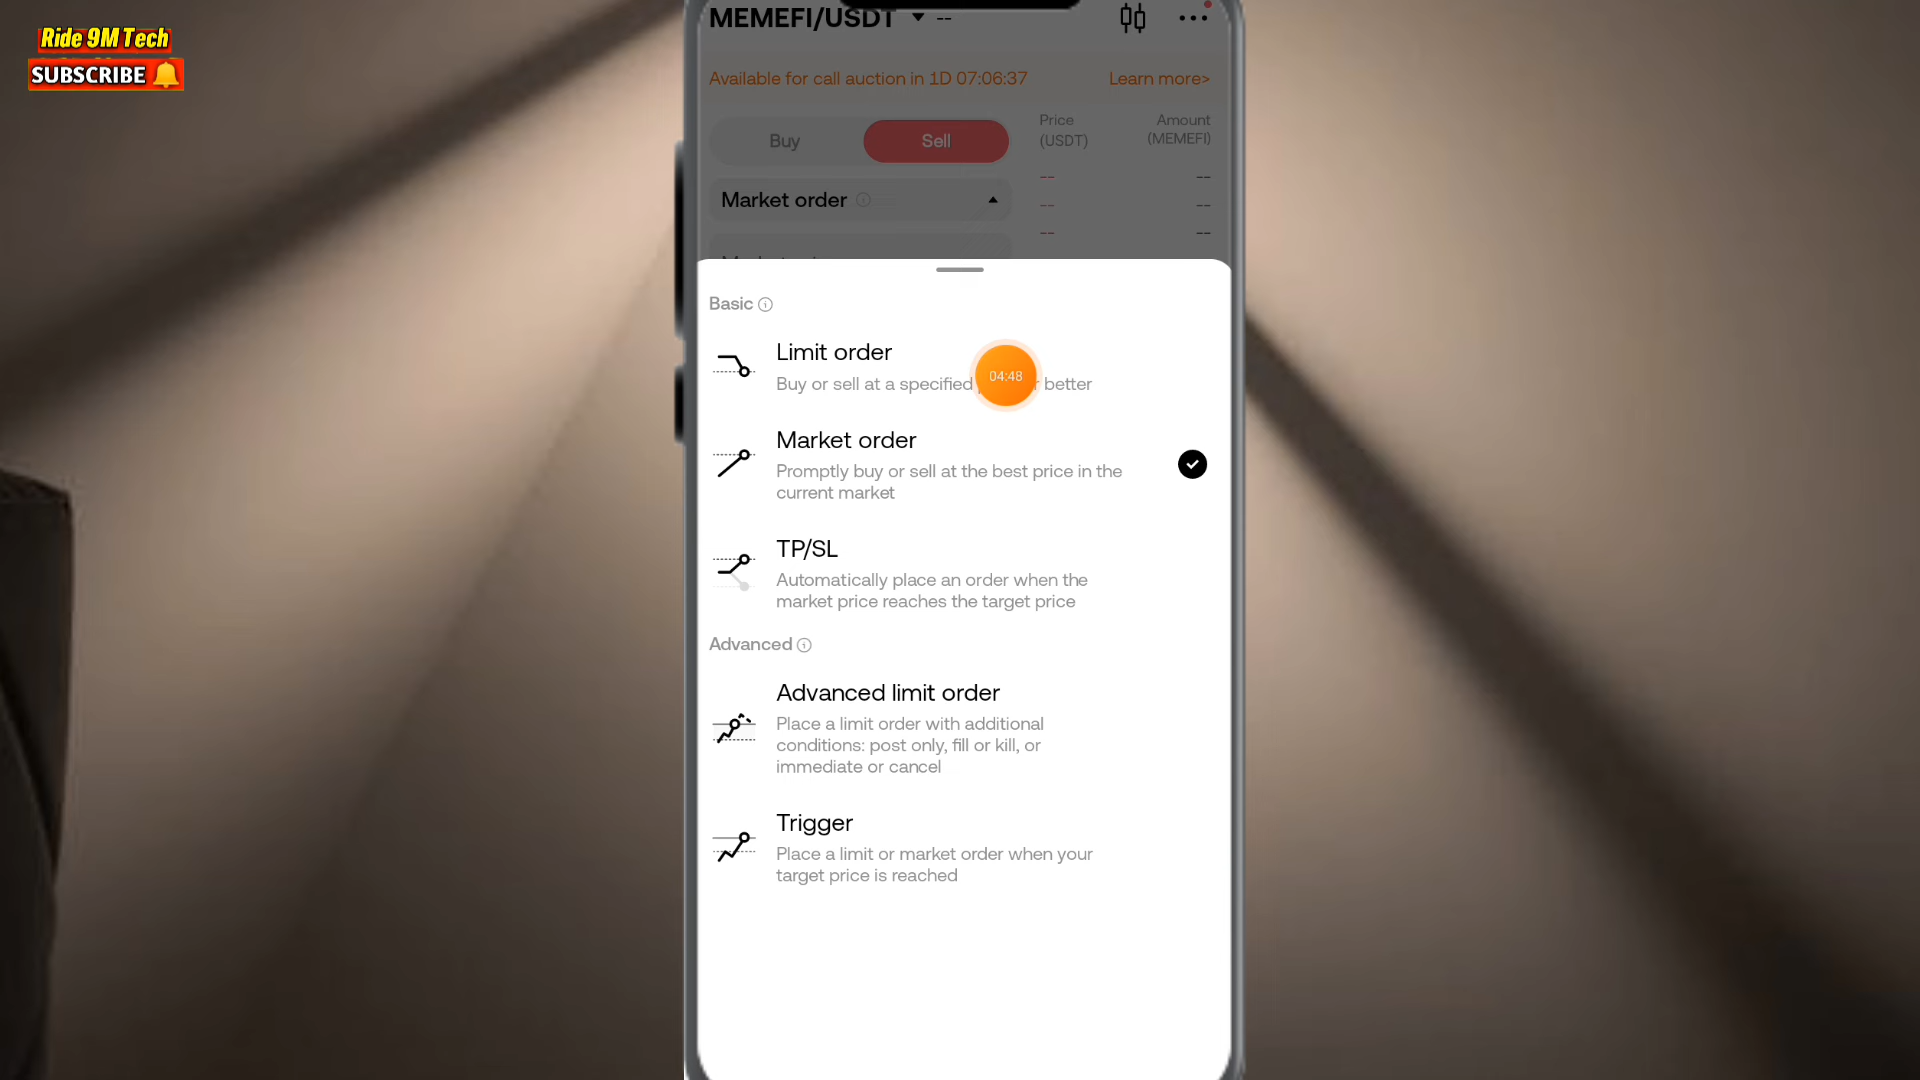 Ride 9M Tech
SUBSCRIBE
MEMEFI/USDT --
Available for call auction in 1D 07:06:37 Learn more>
Buy Sell
Price
(USDT)
Amount
(MEMEFI)
Market order
-- --
-- --
-- --
Basic
Limit order
Buy or sell at a specified better
04:48
Market order
Promptly buy or sell at the best price in the
current market
TP/SL
Automatically place an order when the
market price reaches the target price
Advanced
Advanced limit order
Place a limit order with additional
conditions: post only, fill or kill, or
immediate or cancel
Trigger
Place a limit or market order when your
target price is reached